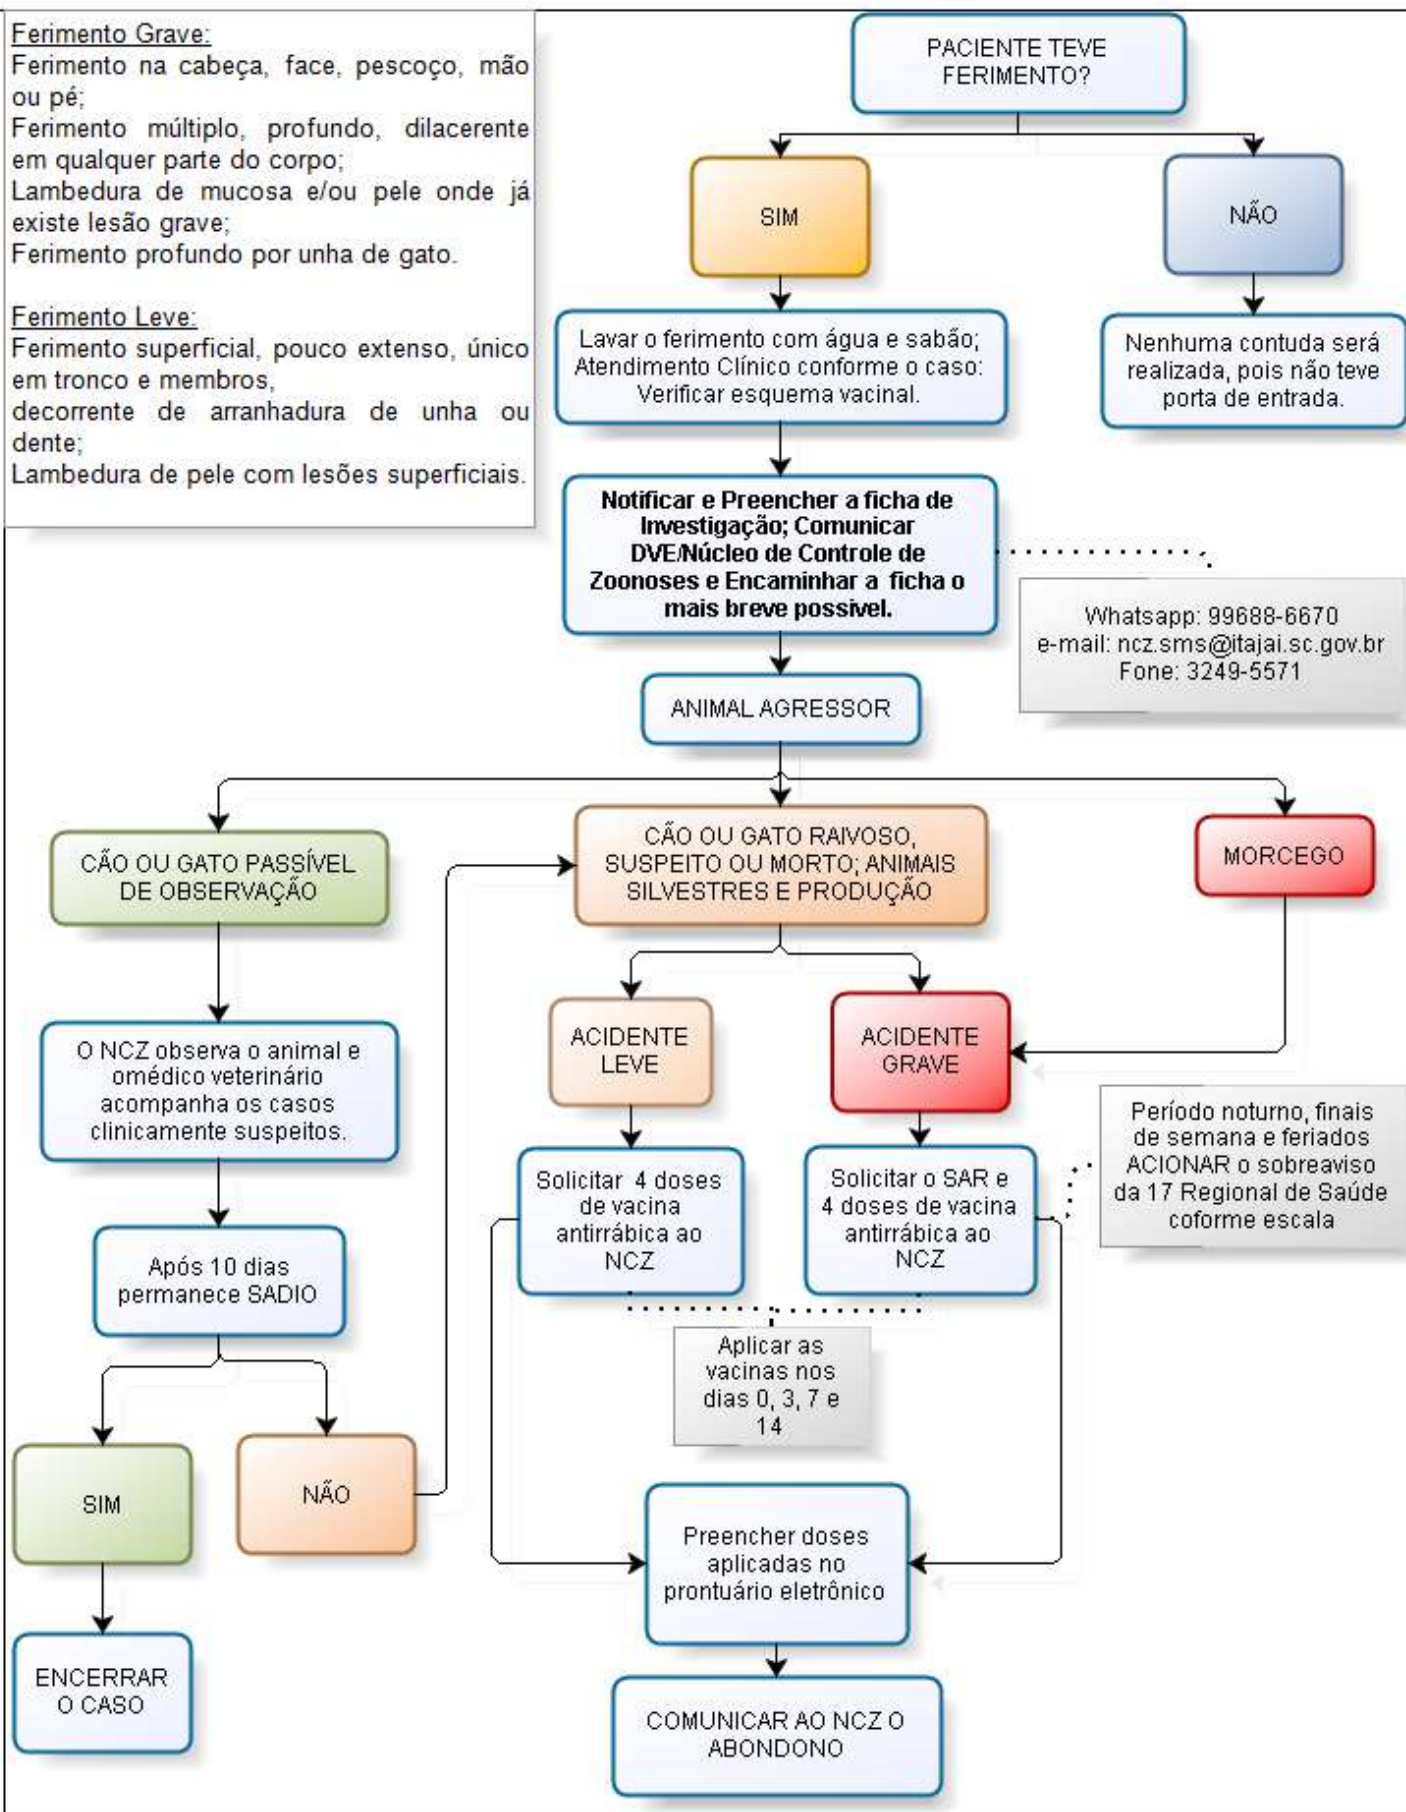 Ferimento Grave:
Ferimento na cabeça, face, pescoço, mão
ou pé;
Ferimento múltiplo, profundo, dilacerente
em qualquer parte do corpo;
Lambedura de mucosa e/ou pele onde já
existe lesão grave;
Ferimento profundo por unha de gato.
Ferimento Leve:
Ferimento superficial, pouco extenso, único
em tronco e membros,
decorrente de arranhadura de unha ou
dente;
Lambedura de pele com lesões superficiais.
PACIENTE TEVE
FERIMENTO?
SIM
NÃO
Lavar o ferimento com água e sabão;
Atendimento Clínico conforme o caso:
Verificar esquema vacinal.
Nenhuma contuda será
realizada, pois não teve
porta de entrada.
Notificar e Preencher a ficha de
Investigação; Comunicar
DVE/Núcleo de Controle de
Zoonoses e Encaminhar a ficha o
mais breve possivel.
Whatsapp: 99688-6670
e-mail: ncz.sms@itajai.sc.gov.br
Fone: 3249-5571
ANIMAL AGRESSOR
CÃO OU GATO PASSÍVEL
DE OBSERVAÇÃO
CÃO OU GATO RAIVOSO,
SUSPEITO OU MORTO; ANIMAIS
SILVESTRES E PRODUÇÃO
MORCEGO
O NCZ observa o animal e
omédico veterinário
acompanha os casos
clinicamente suspeitos.
ACIDENTE
LEVE
ACIDENTE
GRAVE
Período noturno, finais
de semana e feriados
ACIONAR o sobreaviso
da 17 Regional de Saúde
coforme escala
Solicitar 4 doses
de vacina
antirrábica ao
NCZ
Solicitar o SAR e
4 doses de vacina
antirrábica ao
NCZ
Após 10 dias
permanece SADIO
Aplicar as
vacinas nos
dias 0, 3, 7 e
14
SIM
NÃO
Preencher doses
aplicadas no
prontuário eletrônico
ENCERRAR
O CASO
COMUNICAR AO NCZ O
ABONDONO